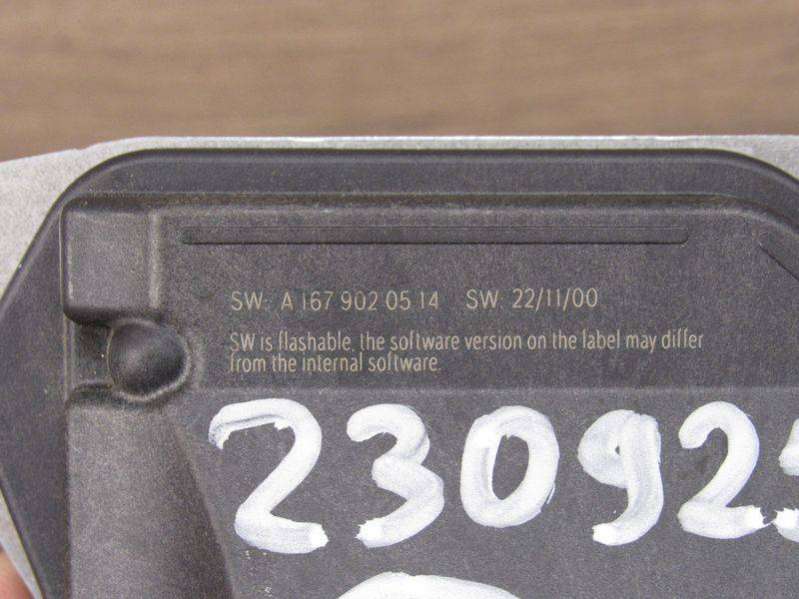 SW: A 167 902 05 14 SW: 22/11/00
SW is flashable, the software version on the label may differ
from the internal software.
23092